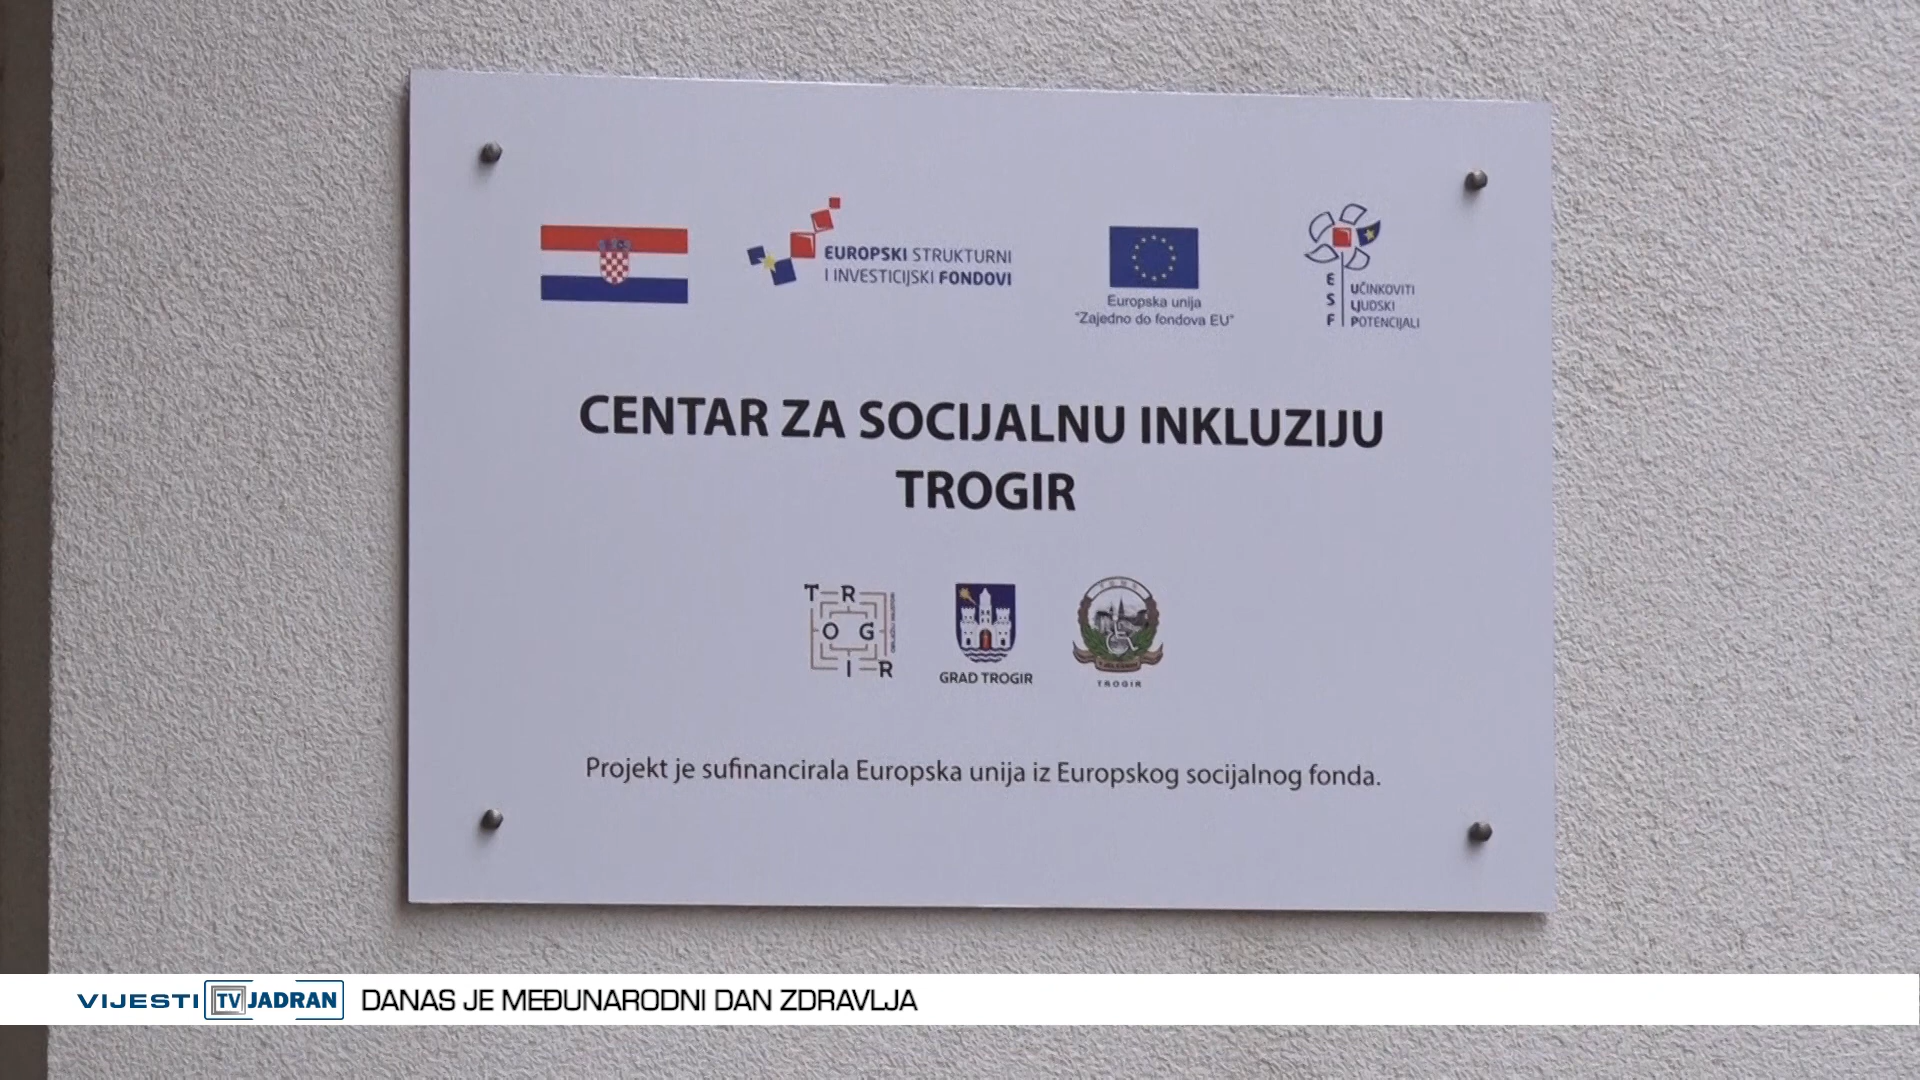 EUROPSKI STRUKTURNI
I INVESTICIJSKI FONDOVI
Europska unija
"Zajedno do fondova EU"
E S F
UČINKOVITI
LJUDSKI
POTENCIJALI
CENTAR ZA SOCIJALNU INKLUZIJU
TROGIR
T R
O G
I R
GRAD TROGIR
TROGIR
Projekt je sufinancirala Europska unija iz Europskog socijalnog fonda.
VIJESTI TV JADRAN DANAS JE MEĐUNARODNI DAN ZDRAVLJA